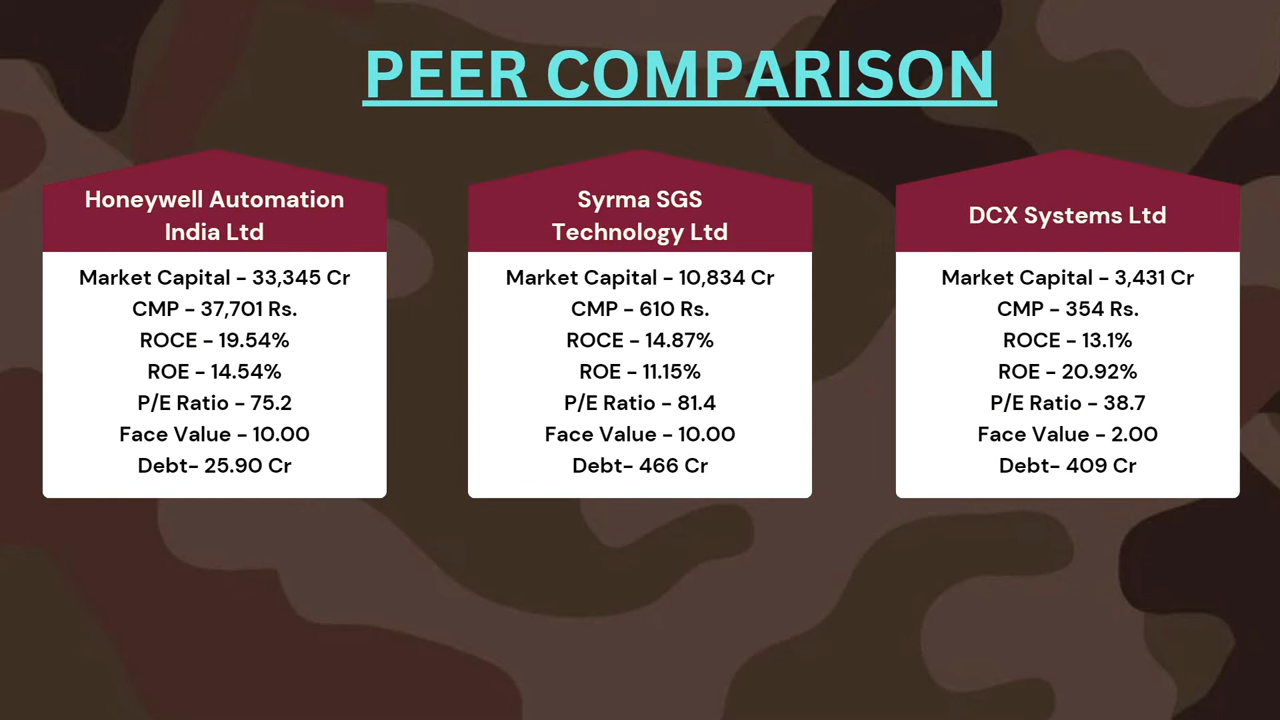 PEER COMPARISON
Honeywell Automation
India Ltd
Market Capital - 33,345 Cr
CMP - 37,701 Rs.
ROCE - 19.54%
ROE - 14.54%
P/E Ratio - 75.2
Face Value - 10.00
Debt- 25.90 Cr
Syrma SGS
Technology Ltd
Market Capital - 10,834 Cr
CMP - 610 Rs.
ROCE - 14.87%
ROE - 11.15%
P/E Ratio - 81.4
Face Value - 10.00
Debt- 466 Cr
DCX Systems Ltd
Market Capital - 3,431 Cr
CMP - 354 Rs.
ROCE - 13.1%
ROE - 20.92%
P/E Ratio - 38.7
Face Value - 2.00
Debt- 409 Cr